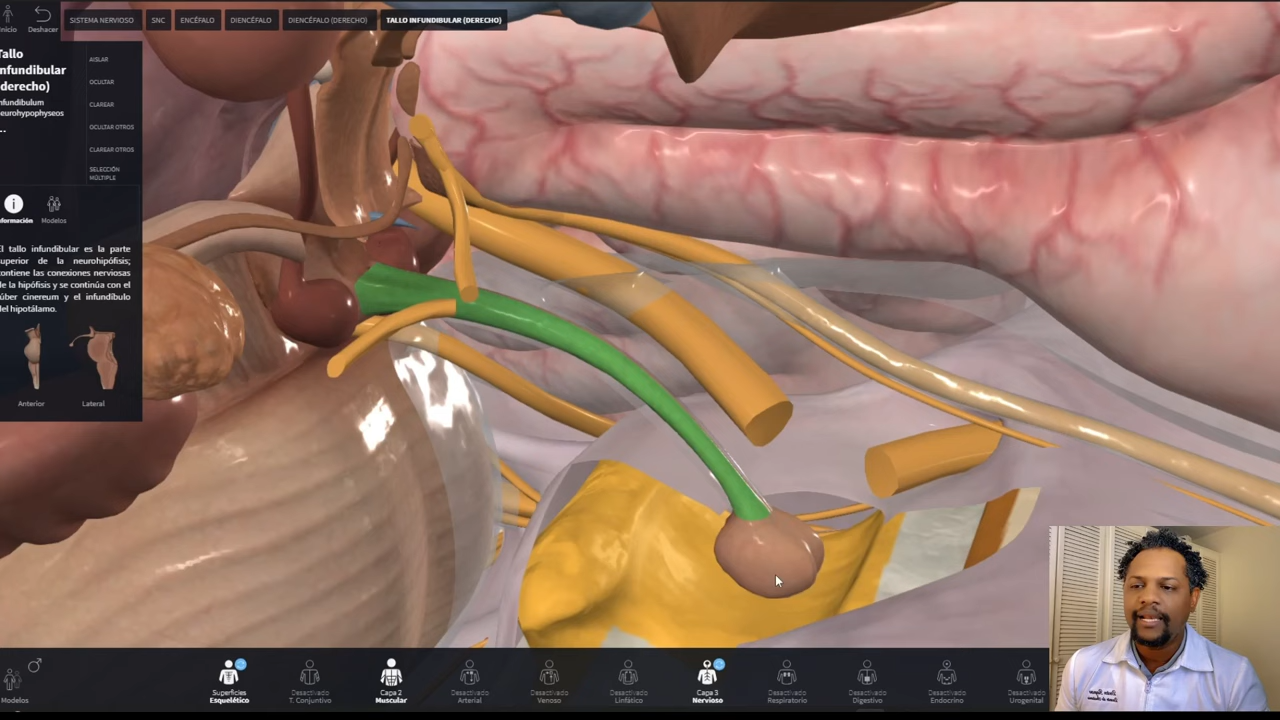 SISTEMA NERVIOSO
SNC
ENCÉFALO
DIENCÉFALO
DIENCÉFALO (DERECHO)
TALLO INFUNDIBULAR (DERECHO)
Inicio
Deshacer
Tallo
nfundibular
derecho)
nfundibulum
eurohypophyseos
...
AISLAR
OCULTAR
CLAREAR
OCULTAR OTROS
CLAREAR OTROS
SELECCIÓN
MÚLTIPLE
nformación
Modelos
El tallo infundibular es la parte
superior de la neurohipófisis;
contiene las conexiones nerviosas
de la hipófisis y se continúa con el
túber cinereum y el infundíbulo
del hipotálamo.
Anterior
Lateral
Modelos
Superficies
Esquelético
Desactivado
T. Conjuntivo
Capa 2
Muscular
Desactivado
Arterial
Desactivado
Venoso
Desactivado
Linfático
Capa 3
Nervioso
Desactivado
Respiratorio
Desactivado
Digestivo
Desactivado
Endocrino
Desactivado
Urogenital